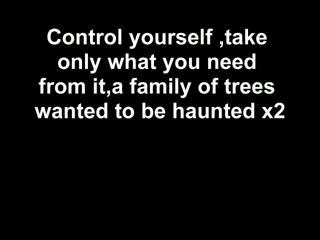 Control yourself ,take
only what you need
from it,a family of trees
wanted to be haunted x2